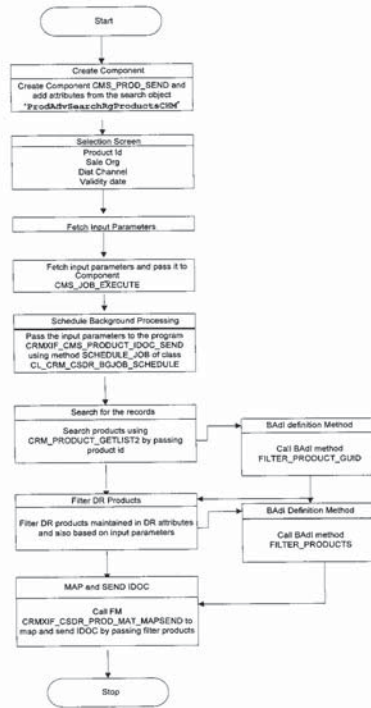 Start
Create Component
Create Component CMS_PROD_SEND and
add attributes from the search object
"ProdAdvSearchRgProductsCRM"
Selection Screen
Product Id
Sale Org
Dist Channel
Validity date
Fetch Input Parameters
Fetch input parameters and pass it to
Component
CMS_JOB_EXECUTE
Schedule Background Processing
Pass the input parameters to the program
CRMXIF_CMS_PRODUCT_IDOC_SEND
using method SCHEDULE_JOB of class
CL_CRM_CSDR_BGJOB_SCHEDULE
Search for the records
Search products using
CRM_PRODUCT_GETLIST2 by passing
product id
BAdI definition Method
Call BAdI method
FILTER_PRODUCT_GUID
Filter DR Products
Filter DR products maintained in DR attributes
and also based on input parameters
BAdI Definition Method
Call BAdI method
FILTER_PRODUCTS
MAP and SEND IDOC
Call FM
CRMXIF_CSDR_PROD_MAT_MAPSEND to
map and send IDOC by passing filter products
Stop